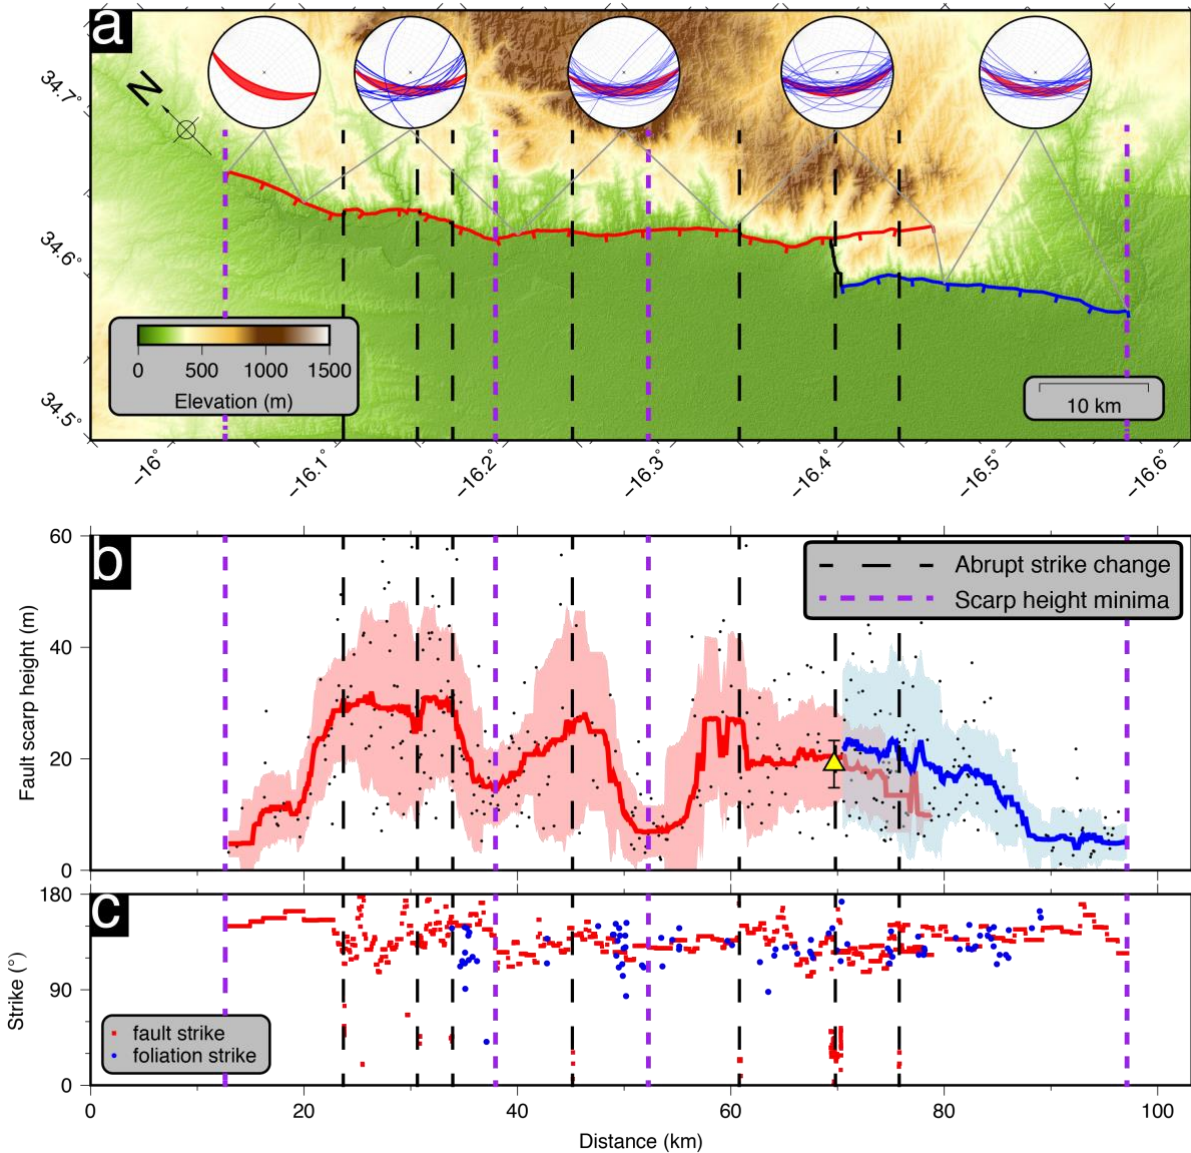 a
N
34.7°
34.6°
34.5°
0 500 1000 1500
Elevation (m)
10 km
−16° −16.1° −16.2° −16.3° −16.4° −16.5° −16.6°
b
60
40
20
0
Fault scarp height (m)
Abrupt strike change
Scarp height minima
c
180
90
0
Strike (°)
fault strike
foliation strike
0 20 40 60 80 100
Distance (km)